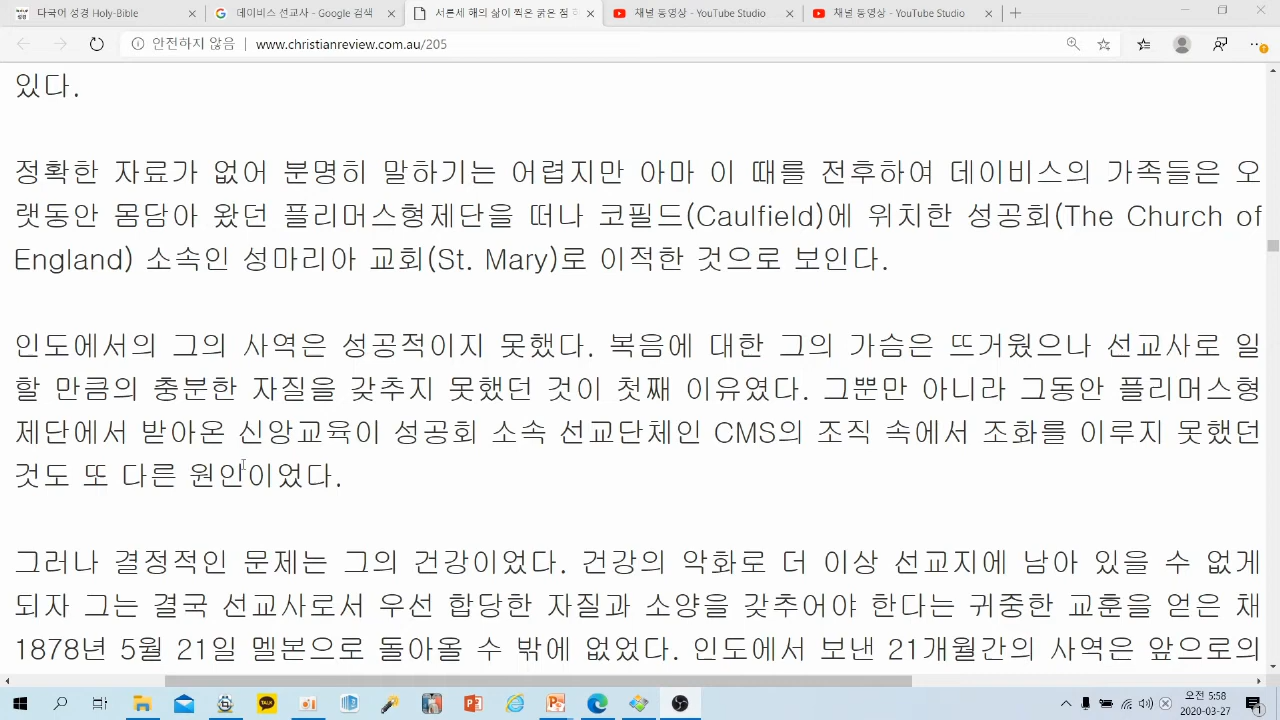 다국어 성경 Holy-Bible
데이비스 선교사 - Google 검색
서른세 해의 삶이 찍은 굵은 점 하
채널 동영상 - YouTube Studio
채널 동영상 - YouTube Studio
안전하지 않음 | www.christianreview.com.au/205
있다.
정확한 자료가 없어 분명히 말하기는 어렵지만 아마 이 때를 전후하여 데이비스의 가족들은 오
랫동안 몸담아 왔던 플리머스형제단을 떠나 코필드(Caulfield)에 위치한 성공회(The Church of
England) 소속인 성마리아 교회(St. Mary)로 이적한 것으로 보인다.
인도에서의 그의 사역은 성공적이지 못했다. 복음에 대한 그의 가슴은 뜨거웠으나 선교사로 일
할 만큼의 충분한 자질을 갖추지 못했던 것이 첫째 이유였다. 그뿐만 아니라 그동안 플리머스형
제단에서 받아온 신앙교육이 성공회 소속 선교단체인 CMS의 조직 속에서 조화를 이루지 못했던
것도 또 다른 원인이었다.
그러나 결정적인 문제는 그의 건강이었다. 건강의 악화로 더 이상 선교지에 남아 있을 수 없게
되자 그는 결국 선교사로서 우선 합당한 자질과 소양을 갖추어야 한다는 귀중한 교훈을 얻은 채
1878년 5월 21일 멜본으로 돌아올 수 밖에 없었다. 인도에서 보낸 21개월간의 사역은 앞으로의
TALK
오전 5:58
2020-03-27
1